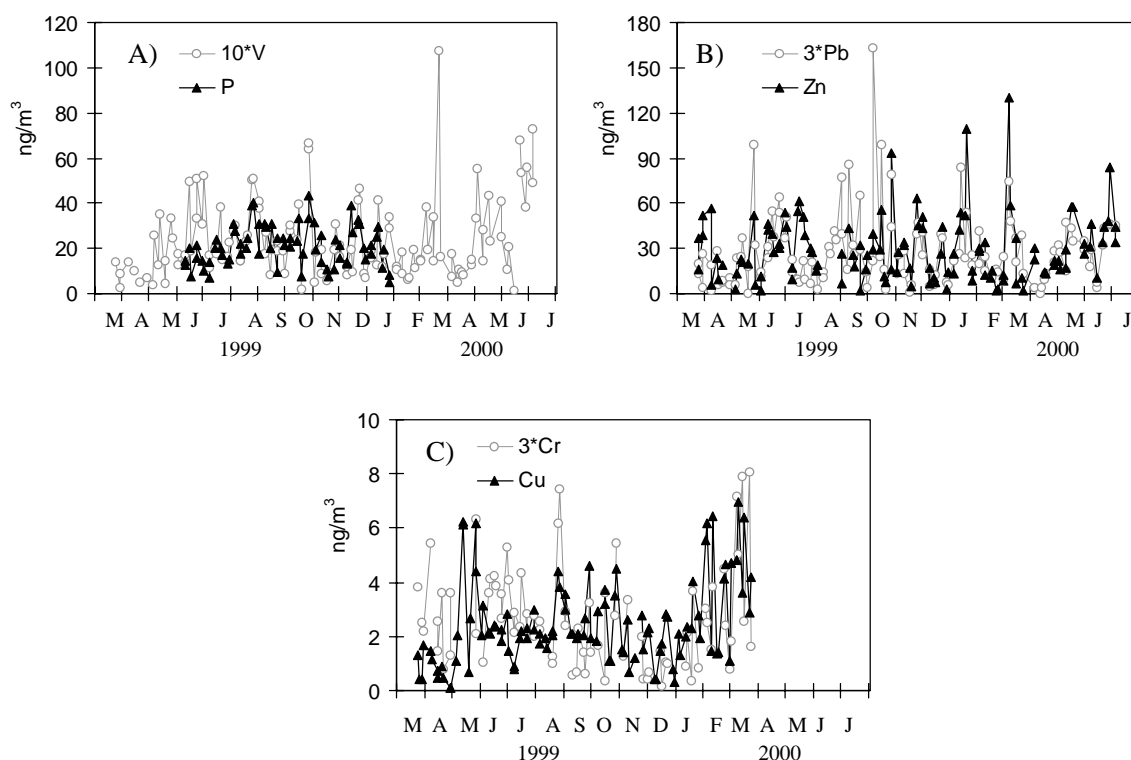 A)
10*V
P
ng/m³
120
100
80
60
40
20
0
M A M J J A S O N D J F M A M J J
1999 2000
B)
3*Pb
Zn
ng/m³
180
150
120
90
60
30
0
M A M J J A S O N D J F M A M J J
1999 2000
C)
3*Cr
Cu
ng/m³
10
8
6
4
2
0
M A M J J A S O N D J F M A M J J
1999 2000